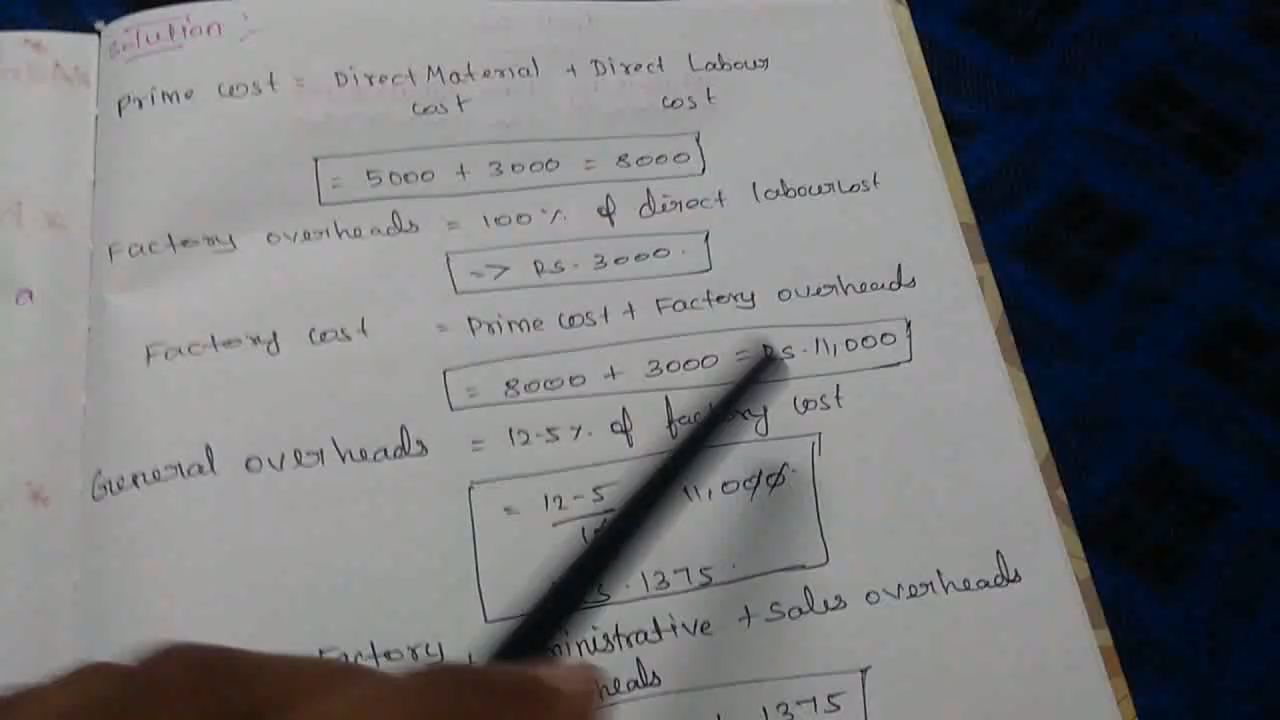 Solution :-
Prime cost = Direct Material + Direct Labour
cost cost
= 5000 + 3000 = 8000
Factory overheads = 100% of direct labourcost
=> Rs. 3000.
Factory cost = Prime cost + Factory overheads
= 8000 + 3000 = Rs. 11,000
General overheads = 12.5% of factory cost
= 12-5 11,000
Rs. 1375.
Factory + Sales overheads
1375
a